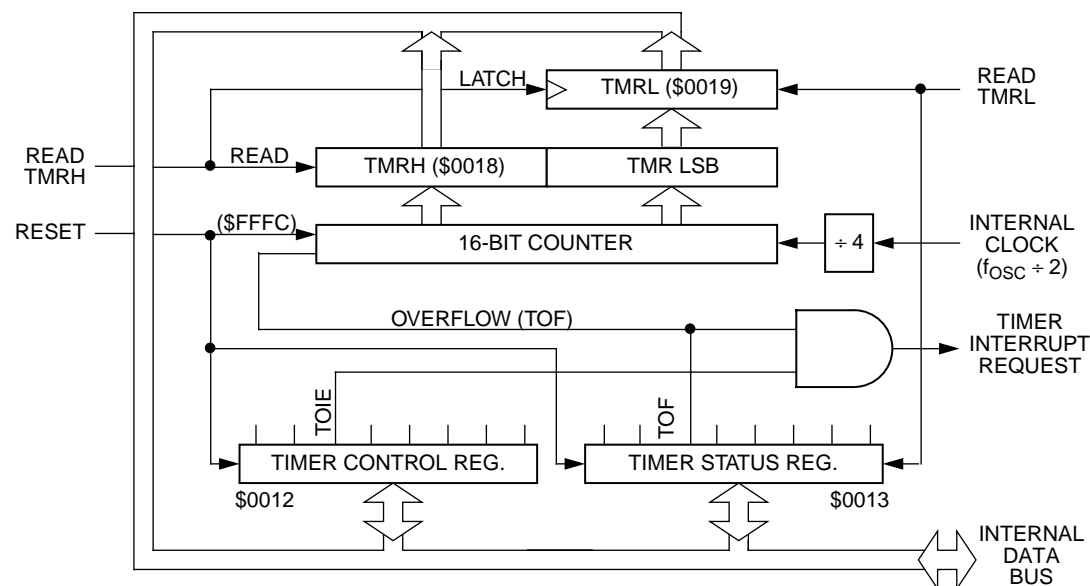 LATCH
TMRL ($0019)
READ
TMRL
READ
TMRH
READ
TMRH ($0018)
TMR LSB
RESET
($FFFC)
16-BIT COUNTER
÷ 4
INTERNAL
CLOCK
(fOSC ÷ 2)
OVERFLOW (TOF)
TIMER
INTERRUPT
REQUEST
TOIE
TOF
TIMER CONTROL REG.
TIMER STATUS REG.
$0012
$0013
INTERNAL
DATA
BUS